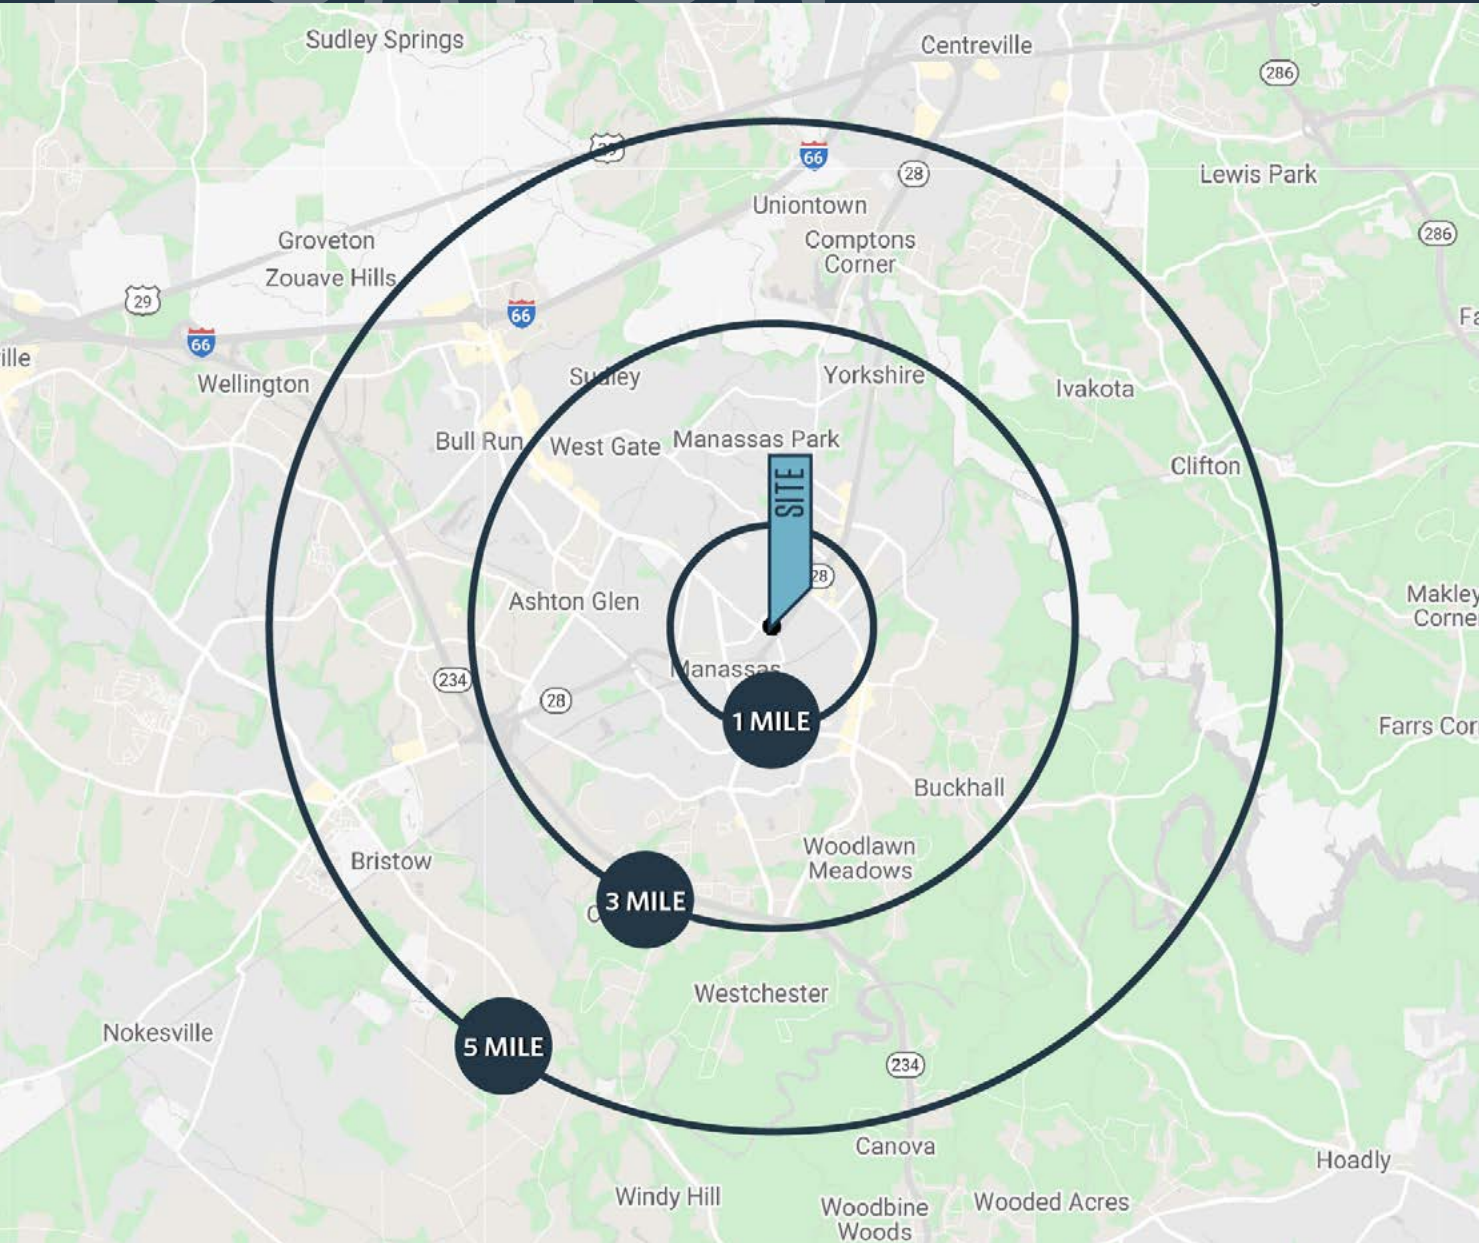 Sudley Springs
Centreville
286
29
66
28
Lewis Park
Uniontown
286
Groveton
Comptons
Corner
Zouave Hills
29
66
66
ille
Wellington
Sudley
Yorkshire
Ivakota
Bull Run
West Gate
Manassas Park
Clifton
SITE
28
Ashton Glen
Makley
Corne
Manassas
234
28
1 MILE
Farrs Cor
Buckhall
Woodlawn
Meadows
Bristow
3 MILE
Westchester
Nokesville
5 MILE
234
Canova
Hoadly
Windy Hill
Woodbine
Woods
Wooded Acres